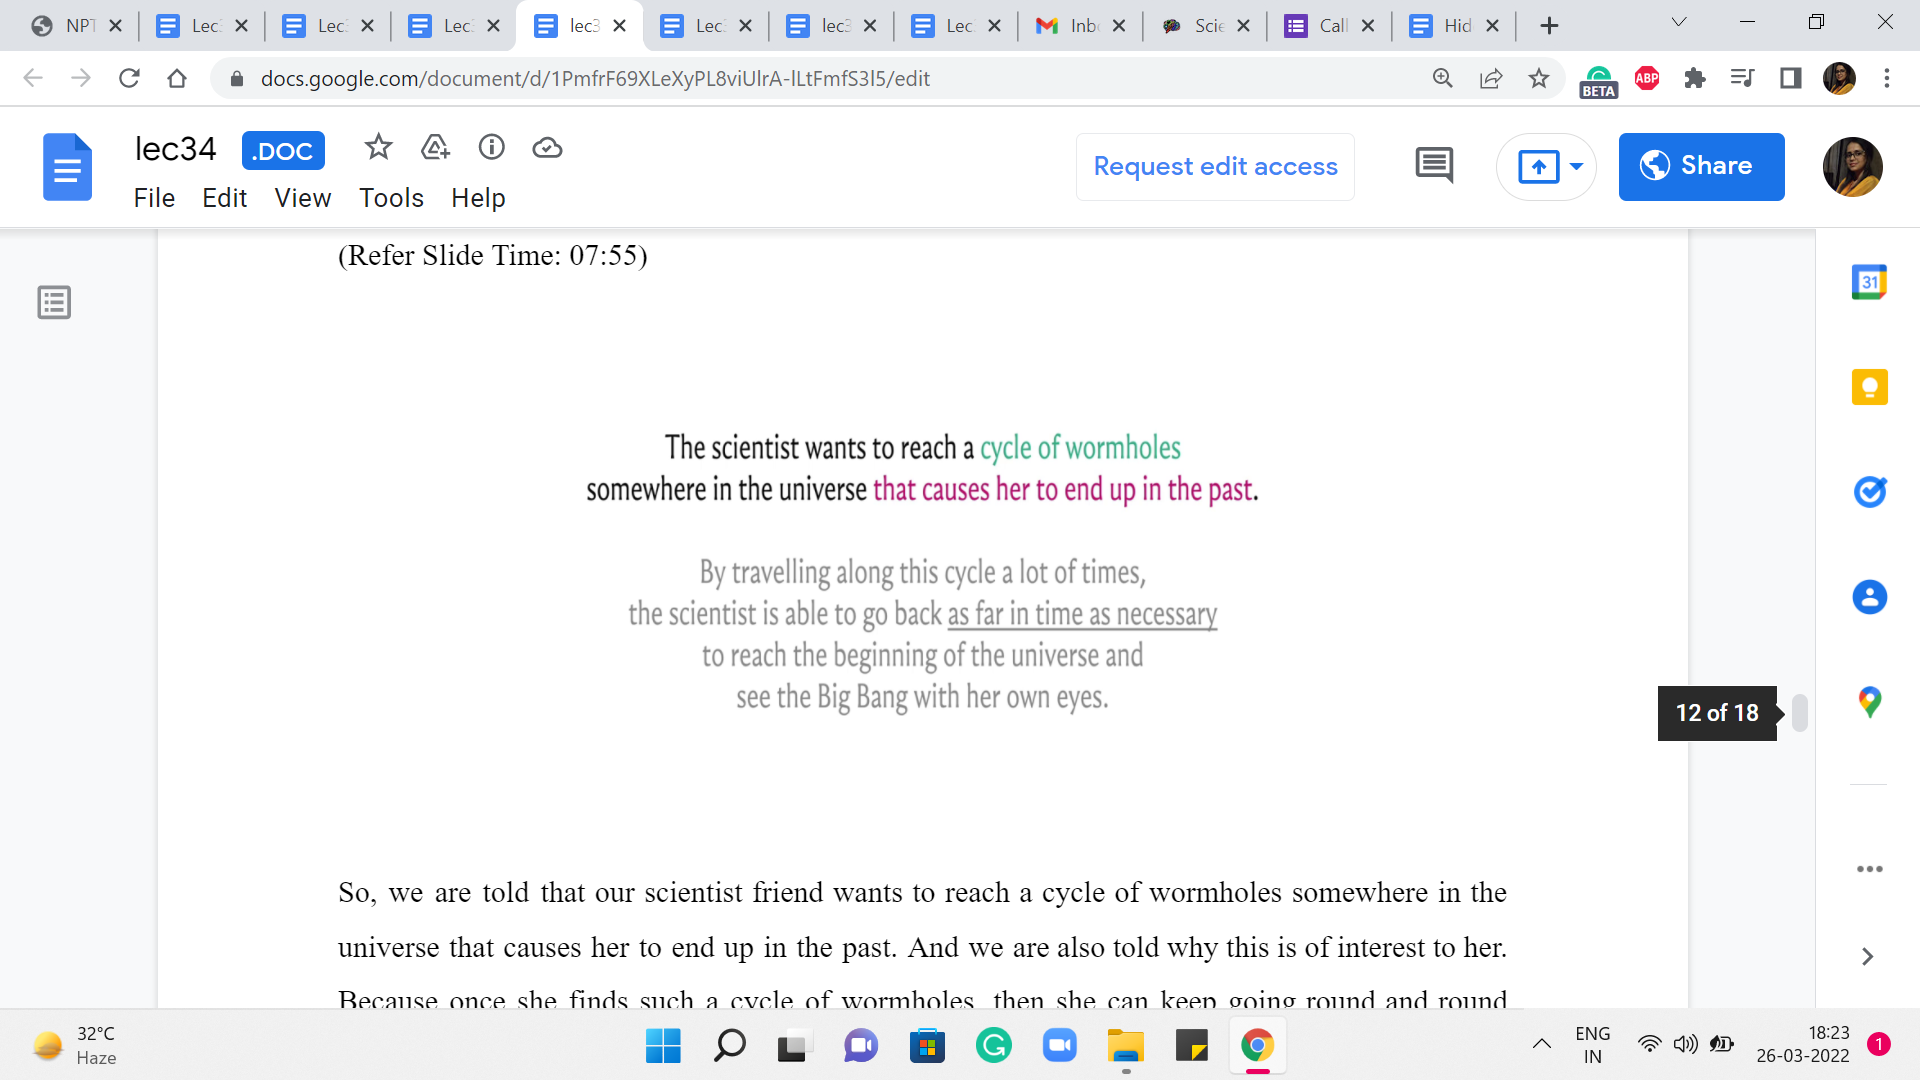 NPT
Lec
Lec
Lec
lec3
Lec
lec3
Lec
Inb
Scie
Call
Hid
docs.google.com/document/d/1PmfrF69XLeXyPL8viUlrA-lLtFmfS3l5/edit
ABP
BETA
lec34 .DOC
Request edit access
Share
File Edit View Tools Help
(Refer Slide Time: 07:55)
31
The scientist wants to reach a cycle of wormholes
somewhere in the universe that causes her to end up in the past.
By travelling along this cycle a lot of times,
the scientist is able to go back as far in time as necessary
to reach the beginning of the universe and
see the Big Bang with her own eyes.
12 of 18
So, we are told that our scientist friend wants to reach a cycle of wormholes somewhere in the
universe that causes her to end up in the past. And we are also told why this is of interest to her.
Because once she finds such a cycle of wormholes, then she can keep going round and round
32°C
Haze
ENG
IN
18:23
26-03-2022
1